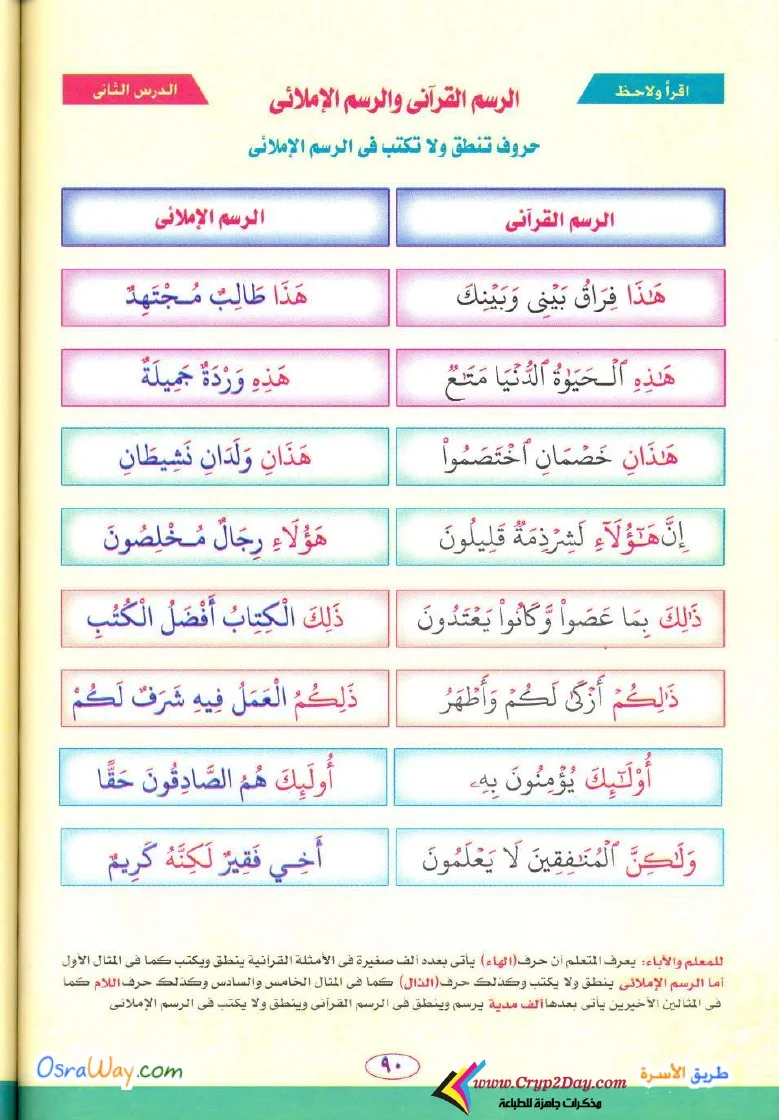 اقرأ ولاحظ
الرسم القرآنى والرسم الإملائى
الدرس الثانى
حروف تنطق ولا تكتب فى الرسم الإملائى
الرسم القرآنى
الرسم الإملائى
هَـٰذَا فِرَاقُ بَيْنِى وَبَيْنِكَ
هَذَا طَالِبٌ مُـجْتَهِدٌ
هَـٰذِهِ ٱلْـحَيَوٰةُ ٱلدُّنْيَا مَتَـٰعٌ
هَذِهِ وَرْدَةٌ جَمِيلَةٌ
هَـٰذَانِ خَصْمَانِ ٱخْتَصَمُوا۟
هَذَانِ وَلَدَانِ نَشِيطَانِ
إِنَّ هَـٰٓؤُلَآءِ لَشِرْذِمَةٌ قَلِيلُونَ
هَؤُلَاءِ رِجَالٌ مُـخْلِصُونَ
ذَٰلِكَ بِمَا عَصَوا۟ وَّكَانُوا۟ يَعْتَدُونَ
ذَلِكَ الْكِتَابُ أَفْضَلُ الْكُتُبِ
ذَٰلِكُمْ أَزْكَىٰ لَكُمْ وَأَطْهَرُ
ذَلِكُمُ الْعَمَلُ فِيهِ شَرَفٌ لَكُمْ
أُو۟لَـٰٓئِكَ يُؤْمِنُونَ بِهِۦ
أُولَئِكَ هُمُ الصَّادِقُونَ حَقًّا
وَلَـٰكِنَّ ٱلْمُنَـٰفِقِينَ لَا يَعْلَمُونَ
أَخِي فَقِيرٌ لَكِنَّهُ كَرِيمٌ
للمعلم والآباء: يعرف المتعلم أن حرف (الهاء) يأتى بعده ألف صغيرة فى الأمثلة القرآنية ينطق ويكتب كما فى المثال الأول
أما الرسم الإملائى ينطق ولا يكتب وكذلك حرف (الذال) كما فى المثال الخامس والسادس وكذلك حرف اللام كما
فى المثالين الآخيرين يأتى بعدها ألف مدية يرسم وينطق فى الرسم القرآنى وينطق ولا يكتب فى الرسم الإملائى
٩٠
طريق الأسرة
www.Cryp2Day.com
مذكرات جاهزة للطباعة
OsraWay.com